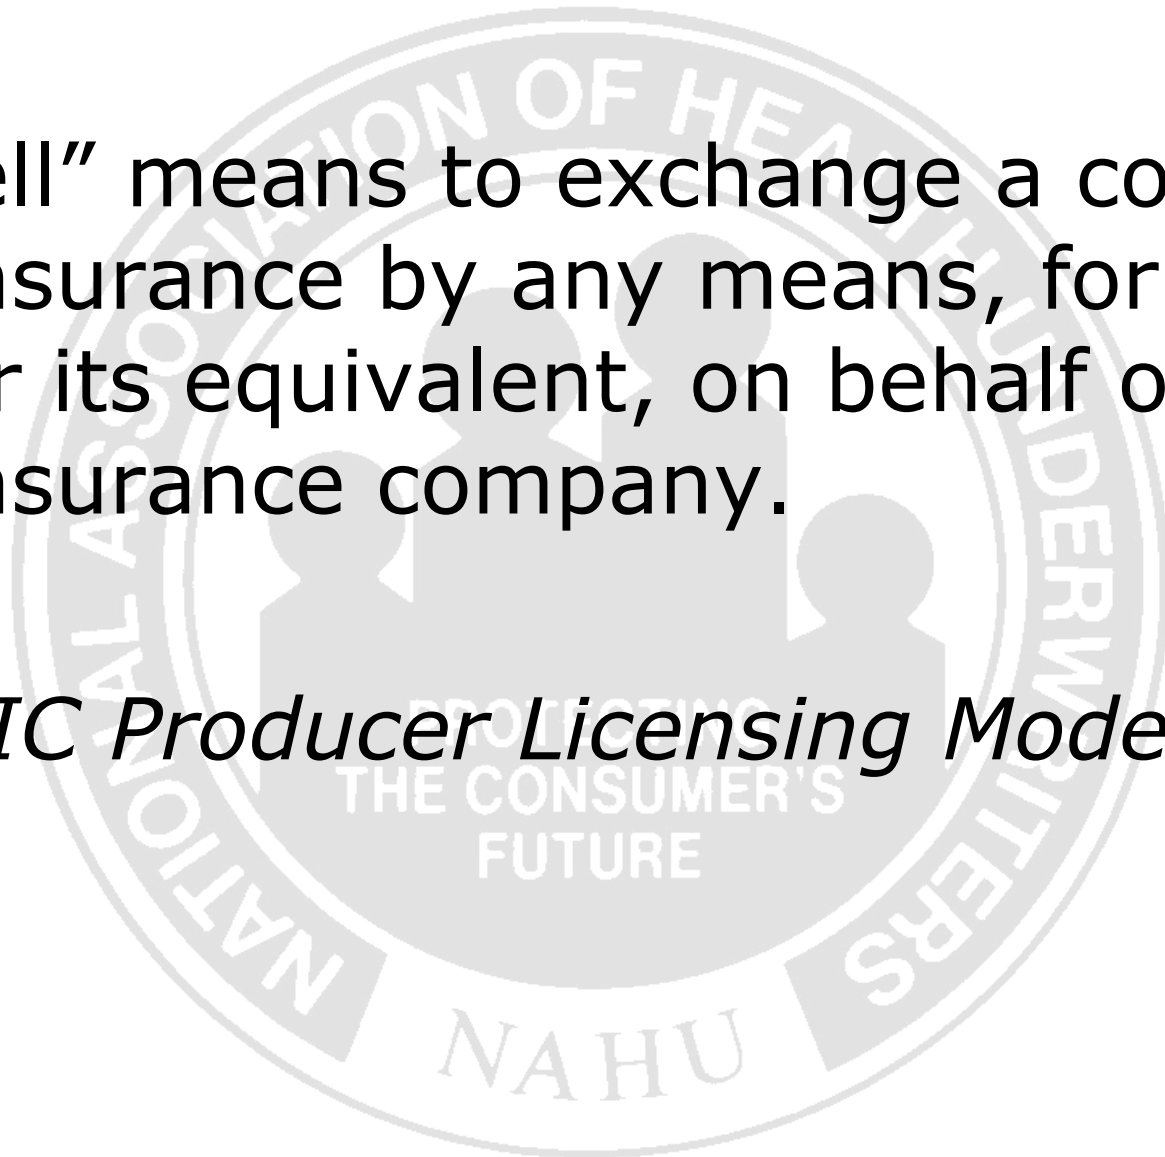 ell” means to exchange a co
nsurance by any means, for
r its equivalent, on behalf o
nsurance company.
IC Producer Licensing Mode
NATIONAL ASSOCIATION OF HEALTH UNDERWRITERS
PROTECTING
THE CONSUMER'S
FUTURE
NAHU